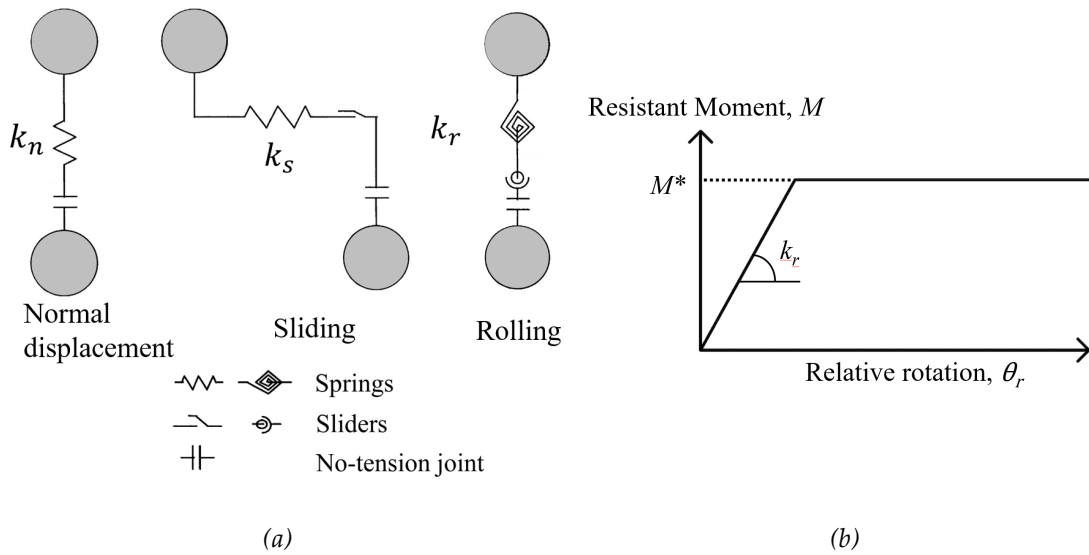 k_n
k_s
k_r
Normal
displacement
Sliding
Rolling
Springs
Sliders
No-tension joint
(a)
Resistant Moment, M
M*
k_r
Relative rotation, θ_r
(b)